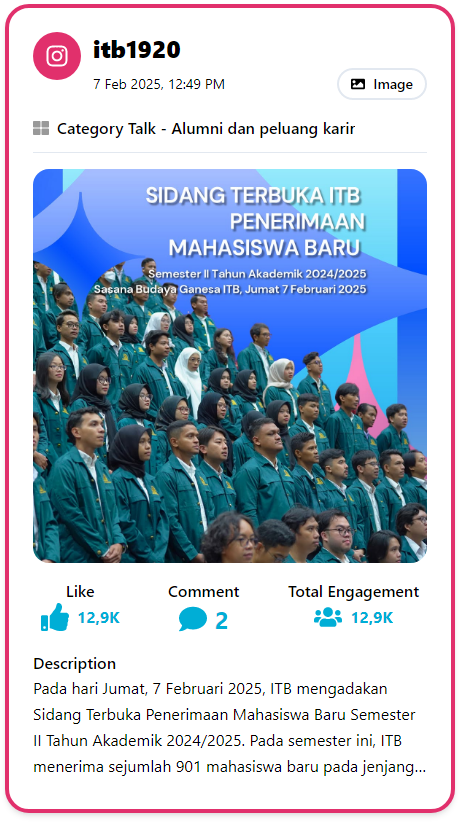 itb1920
7 Feb 2025, 12:49 PM
Image
Category Talk - Alumni dan peluang karir
SIDANG TERBUKA ITB
PENERIMAAN
MAHASISWA BARU
Semester II Tahun Akademik 2024/2025
Sasana Budaya Ganesa ITB, Jumat 7 Februari 2025
Like
Comment
Total Engagement
12,9K
2
12,9K
Description
Pada hari Jumat, 7 Februari 2025, ITB mengadakan
Sidang Terbuka Penerimaan Mahasiswa Baru Semester
II Tahun Akademik 2024/2025. Pada semester ini, ITB
menerima sejumlah 901 mahasiswa baru pada jenjang...